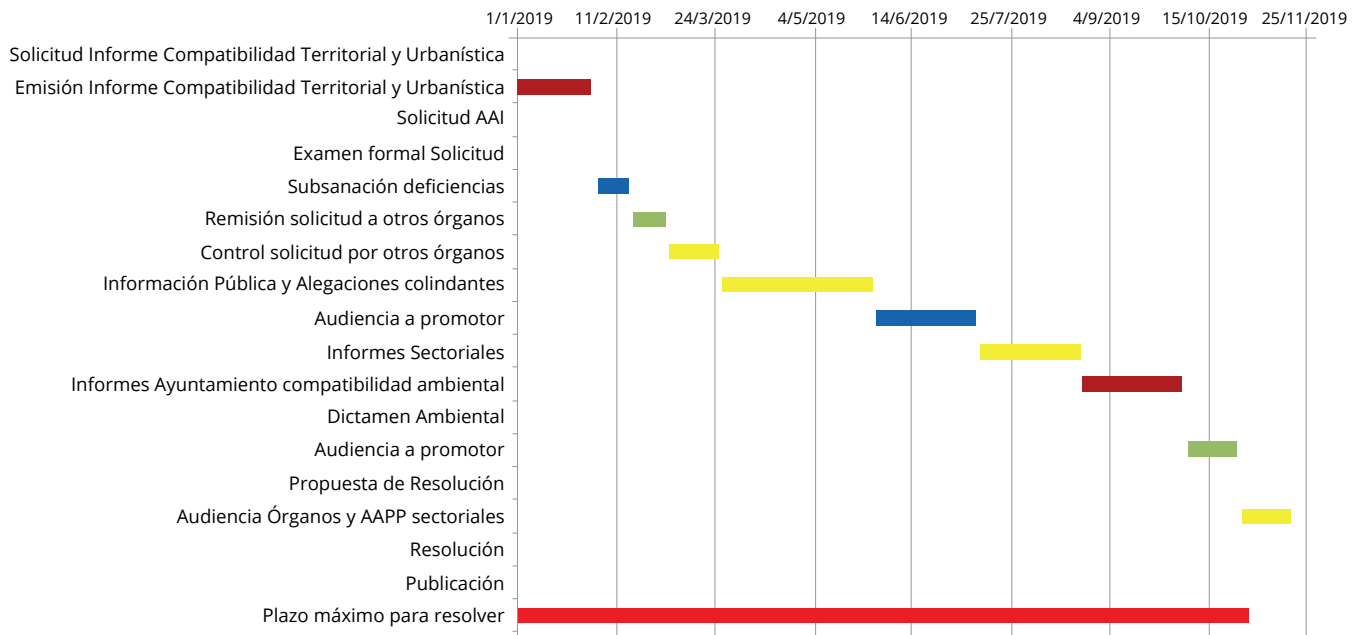 1/1/2019 11/2/2019 24/3/2019 4/5/2019 14/6/2019 25/7/2019 4/9/2019 15/10/2019 25/11/2019
Solicitud Informe Compatibilidad Territorial y Urbanística
Emisión Informe Compatibilidad Territorial y Urbanística
Solicitud AAI
Examen formal Solicitud
Subsanación deficiencias
Remisión solicitud a otros órganos
Control solicitud por otros órganos
Información Pública y Alegaciones colindantes
Audiencia a promotor
Informes Sectoriales
Informes Ayuntamiento compatibilidad ambiental
Dictamen Ambiental
Audiencia a promotor
Propuesta de Resolución
Audiencia Órganos y AAPP sectoriales
Resolución
Publicación
Plazo máximo para resolver